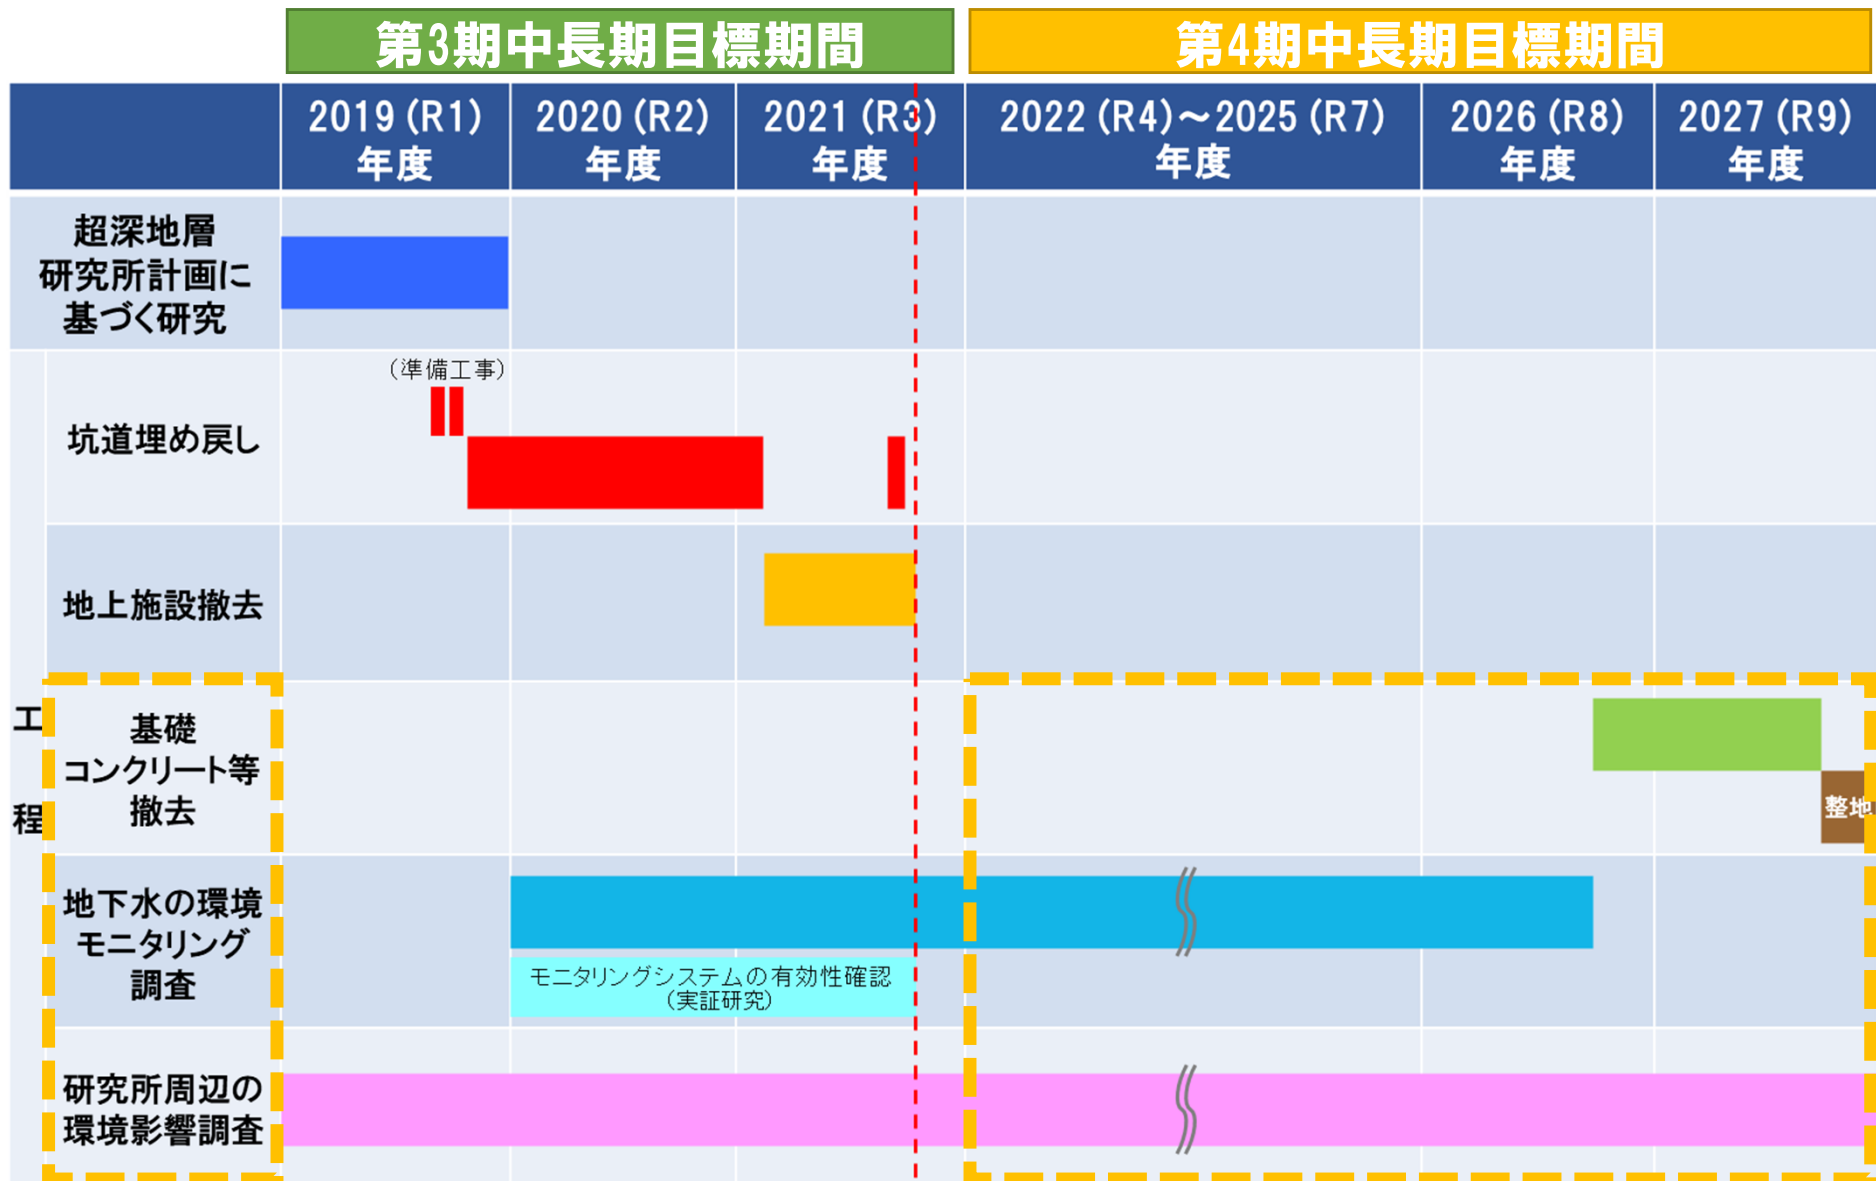 第3期中長期目標期間
第4期中長期目標期間
2019 (R1)
年度
2020 (R2)
年度
2021 (R3)
年度
2022 (R4)～2025 (R7)
年度
2026 (R8)
年度
2027 (R9)
年度
超深地層
研究所計画に
基づく研究
工
程
（準備工事）
坑道埋め戻し
地上施設撤去
基礎
コンクリート等
撤去
整地
地下水の環境
モニタリング
調査
モニタリングシステムの有効性確認
（実証研究）
研究所周辺の
環境影響調査